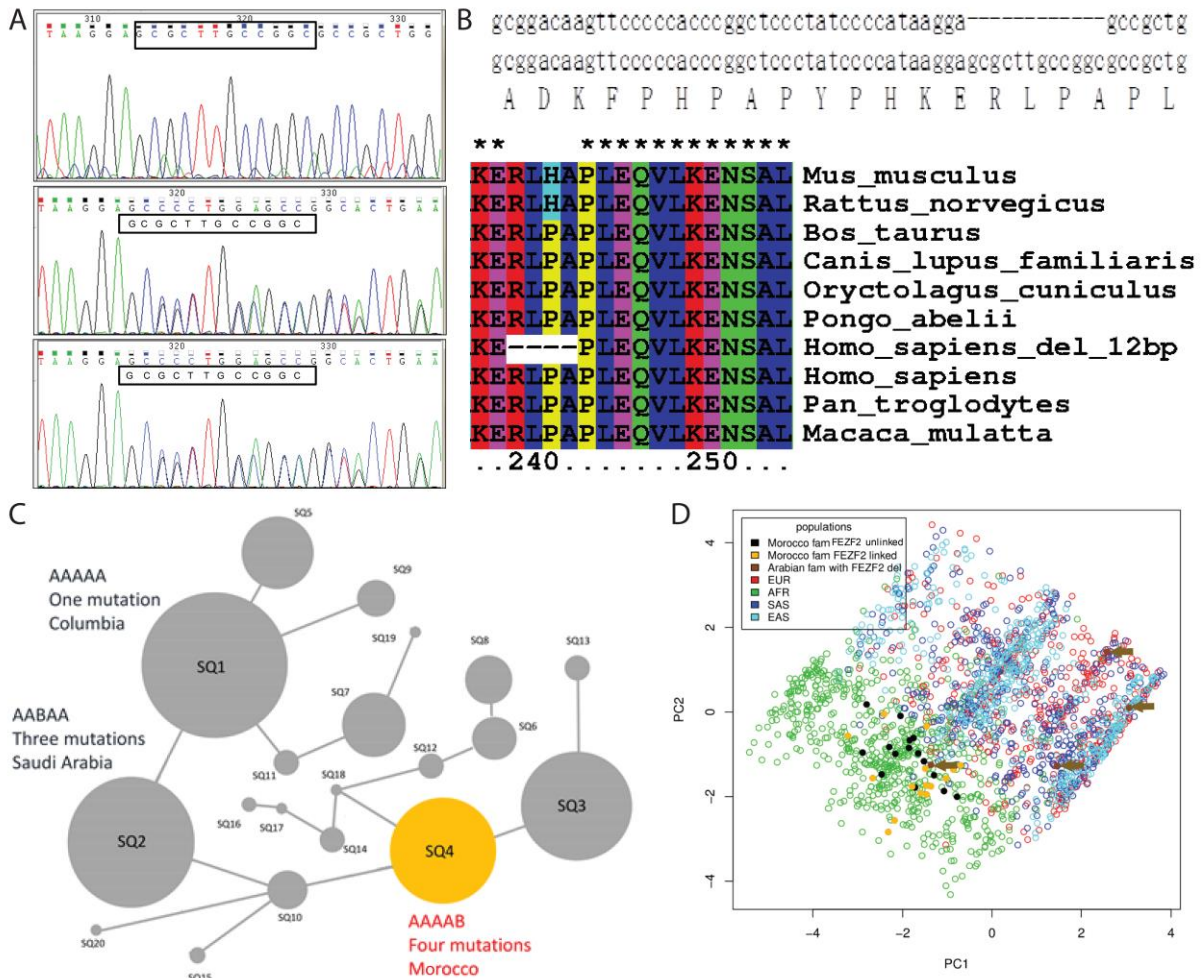 A
310 320 330
T A A G G A G C G C T T G C C G G C G C C G C T G G
320 330
T A A G G A G C C C C T G G A G C C G G C A C T G A A
G C G C T T G C C G G C
320 330
G C G C T T G C C G G C
B
gcggacaagttcccccacccggctccctatccccataagga------------gccgctg
gcggacaagttcccccacccggctccctatccccataaggagcgcttgccggcgccgctg
A D K F P H P A P Y P H K E R L P A P L
** ************
KERLHAPLEQVLKENSAL Mus_musculus
KERLHAPLEQVLKENSAL Rattus_norvegicus
KERLPAPLEQVLKENSAL Bos_taurus
KERLPAPLEQVLKENSAL Canis_lupus_familiaris
KERLPAPLEQVLKENSAL Oryctolagus_cuniculus
KERLPAPLEQVLKENSAL Pongo_abelii
KE----PLEQVLKENSAL Homo_sapiens_del_12bp
KERLPAPLEQVLKENSAL Homo_sapiens
KERLPAPLEQVLKENSAL Pan_troglodytes
KERLPAPLEQVLKENSAL Macaca_mulatta
..240.......250...
C
AAAAA
One mutation
Columbia
AABAA
Three mutations
Saudi Arabia
SQ5
SQ9
SQ1
SQ19
SQ8
SQ13
SQ7
SQ6
SQ11
SQ12
SQ18
SQ3
SQ16
SQ17
SQ2
SQ14
SQ4
SQ10
SQ20
SQ15
AAAAB
Four mutations
Morocco
D
populations
Morocco fam FEZF2 unlinked
Morocco fam FEZF2 linked
Arabian fam with FEZF2 del
EUR
AFR
SAS
EAS
PC2
4
2
0
-2
-4
-4 -2 0 2 4
PC1